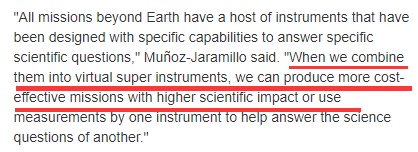 "All missions beyond Earth have a host of instruments that have
been designed with specific capabilities to answer specific
scientific questions," Muñoz-Jaramillo said. "When we combine
them into virtual super instruments, we can produce more cost-
effective missions with higher scientific impact or use
measurements by one instrument to help answer the science
questions of another."